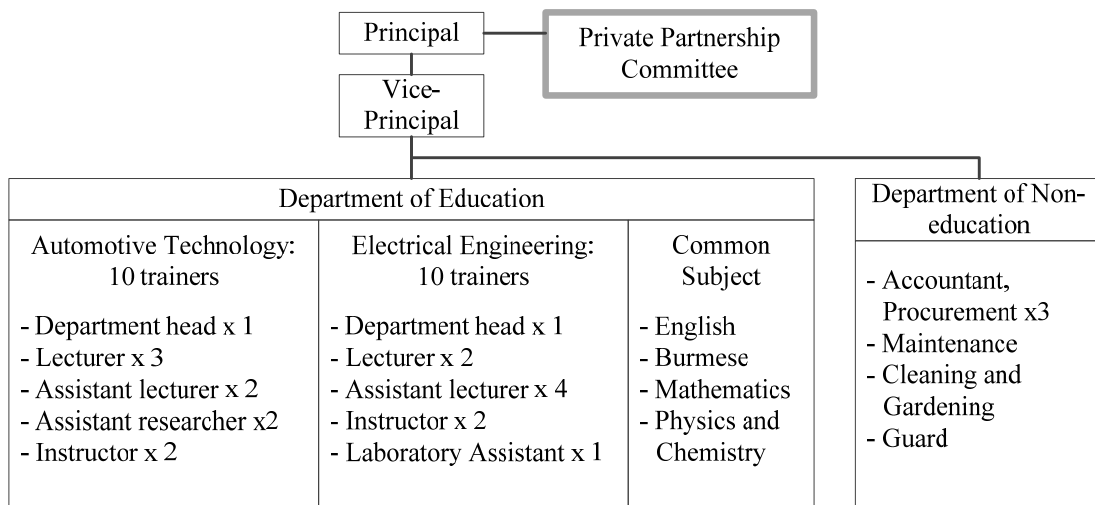 Principal
Private Partnership
Committee
Vice-
Principal
Department of Education
Automotive Technology:
10 trainers
- Department head x 1
- Lecturer x 3
- Assistant lecturer x 2
- Assistant researcher x2
- Instructor x 2
Electrical Engineering:
10 trainers
- Department head x 1
- Lecturer x 2
- Assistant lecturer x 4
- Instructor x 2
- Laboratory Assistant x 1
Common
Subject
- English
- Burmese
- Mathematics
- Physics and
Chemistry
Department of Non-
education
- Accountant,
Procurement x3
- Maintenance
- Cleaning and
Gardening
- Guard